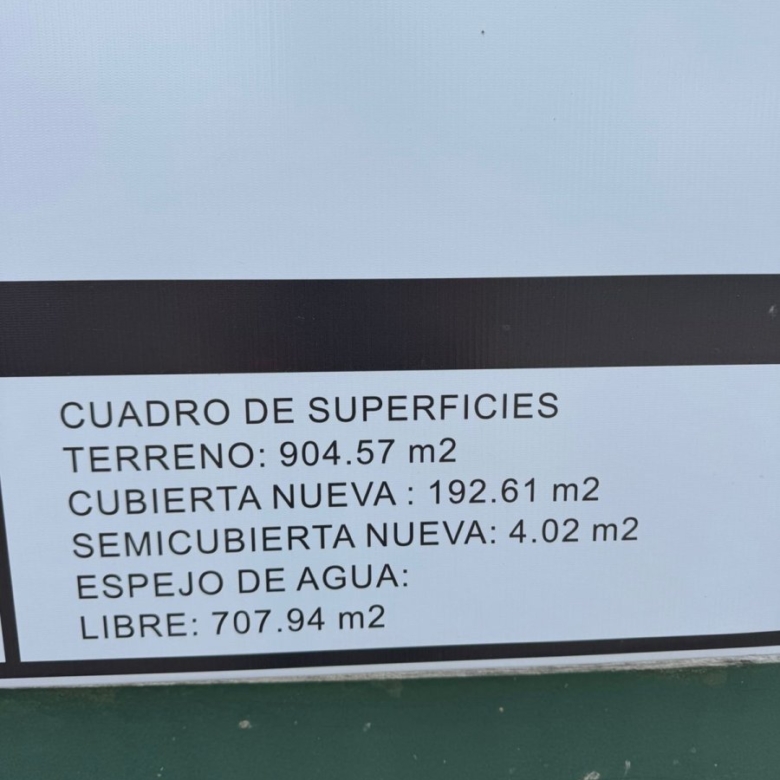 CUADRO DE SUPERFICIES
TERRENO: 904.57 m2
CUBIERTA NUEVA : 192.61 m2
SEMICUBIERTA NUEVA: 4.02 m2
ESPEJO DE AGUA:
LIBRE: 707.94 m2